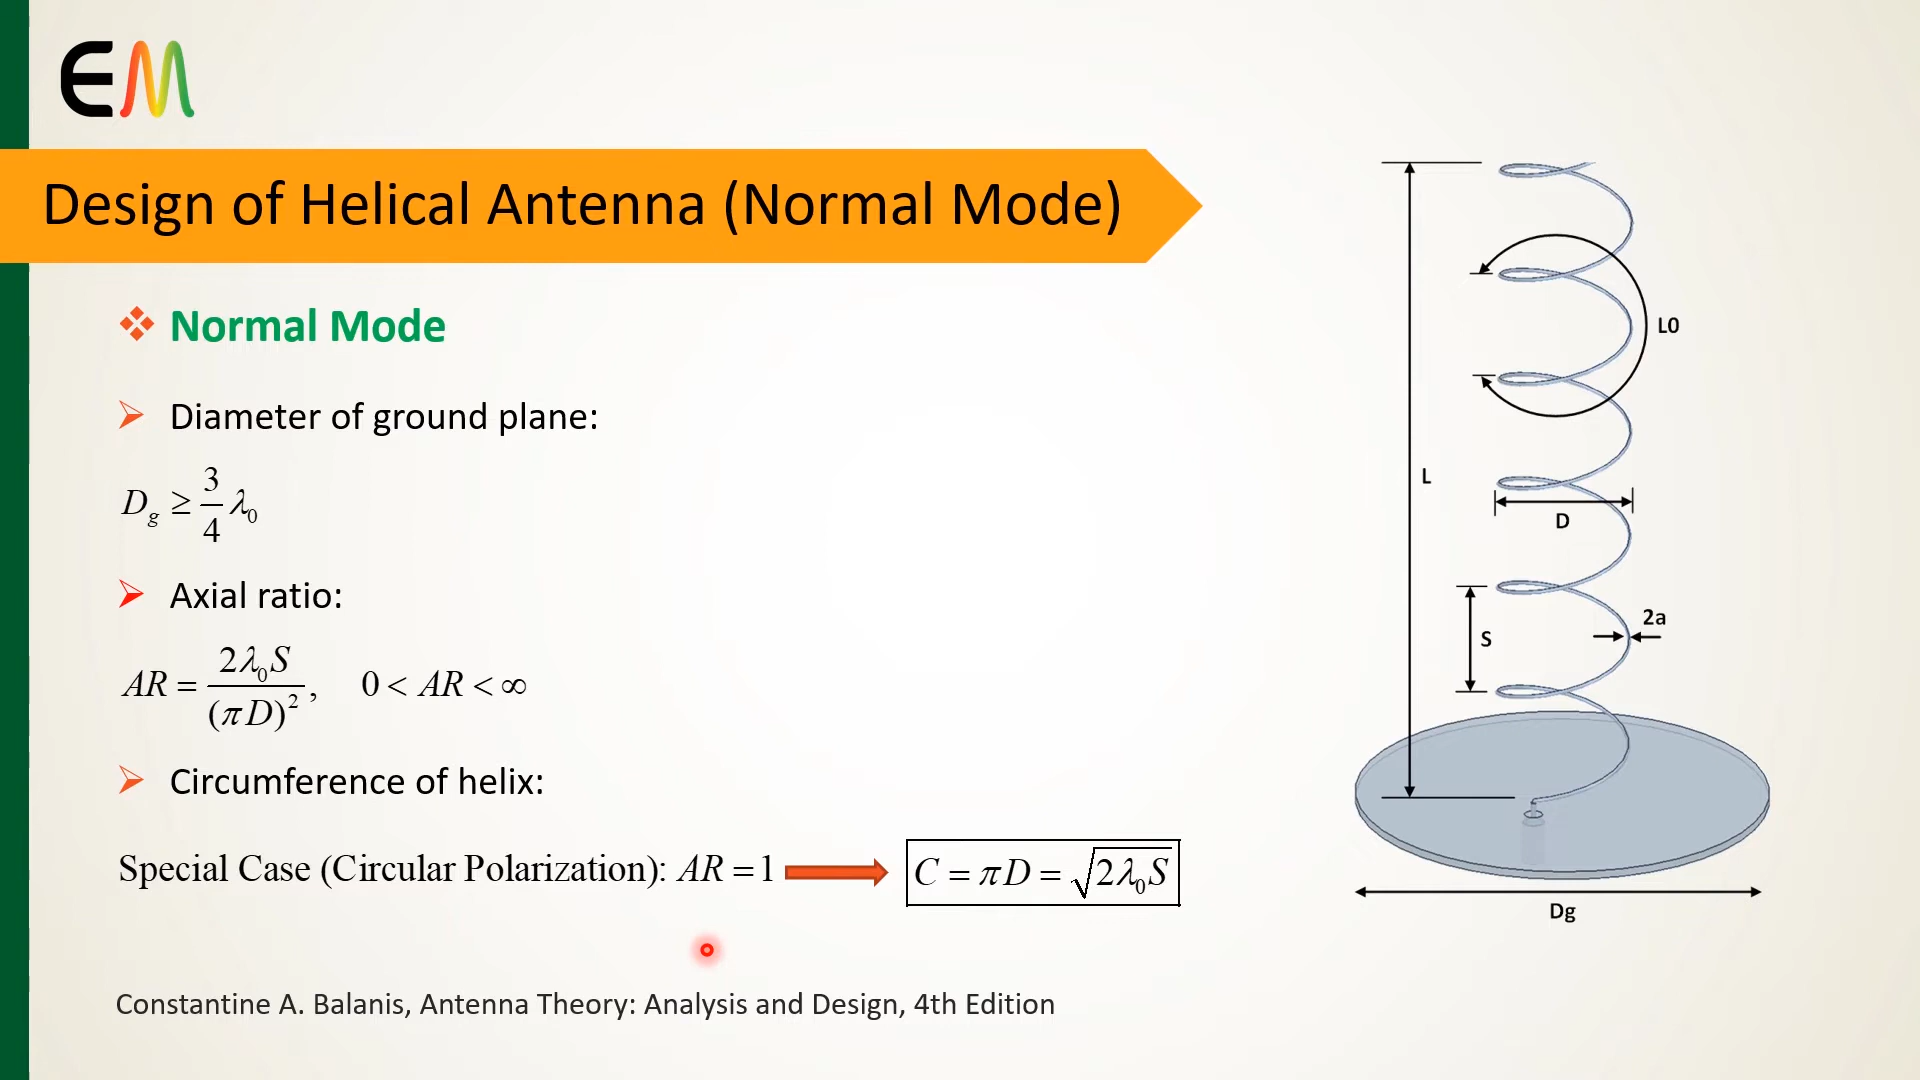 EM
Design of Helical Antenna (Normal Mode)
Normal Mode
Diameter of ground plane:
D_g ≥ 3/4 λ_0
Axial ratio:
AR = 2λ_0S / (πD)^2, 0 < AR < ∞
Circumference of helix:
Special Case (Circular Polarization): AR = 1
C = πD = √(2λ_0S)
Constantine A. Balanis, Antenna Theory: Analysis and Design, 4th Edition
L0
L
D
2a
S
Dg